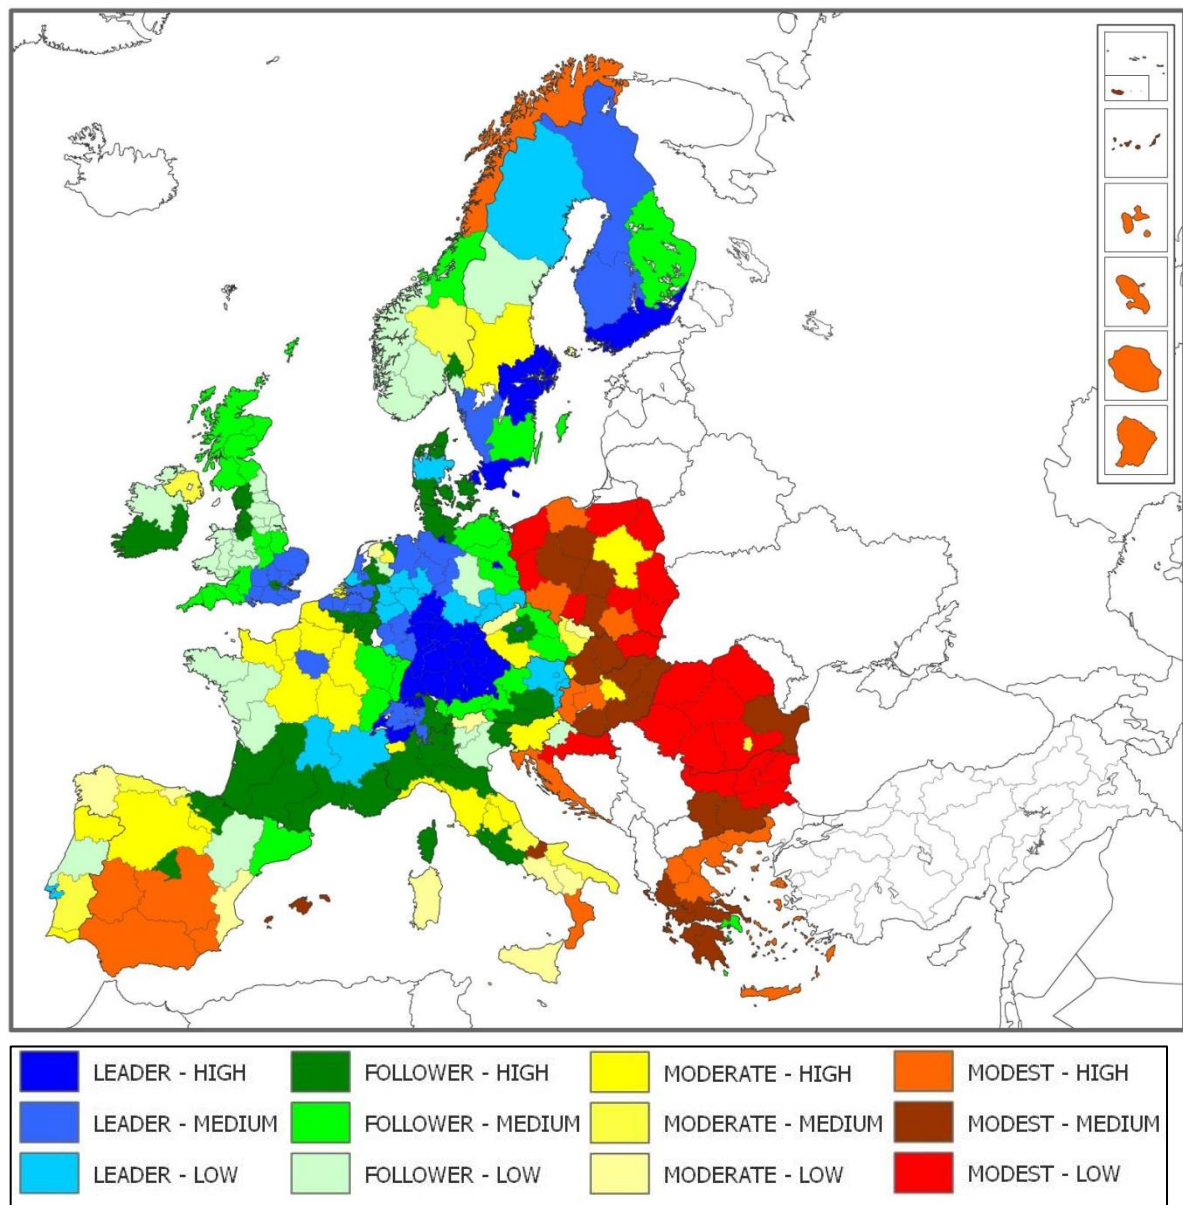 LEADER - HIGH FOLLOWER - HIGH MODERATE - HIGH MODEST - HIGH
LEADER - MEDIUM FOLLOWER - MEDIUM MODERATE - MEDIUM MODEST - MEDIUM
LEADER - LOW FOLLOWER - LOW MODERATE - LOW MODEST - LOW